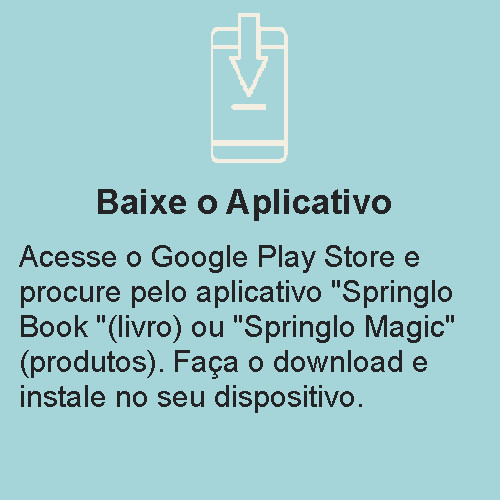 Baixe o Aplicativo
Acesse o Google Play Store e
procure pelo aplicativo "Springlo
Book "(livro) ou "Springlo Magic"
(produtos). Faça o download e
instale no seu dispositivo.